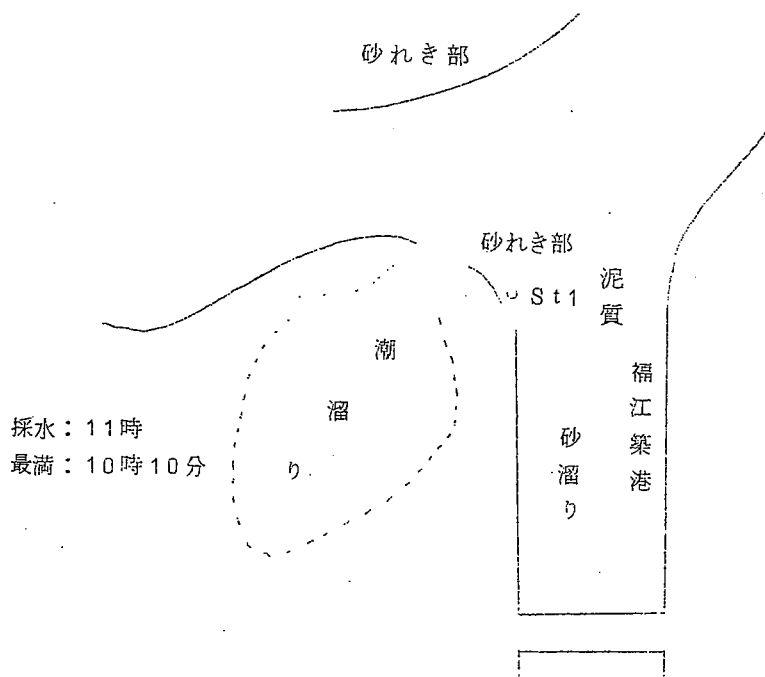 砂れき部
砂れき部
St1
泥質
潮溜り
福江築港
砂溜り
採水：11時
最満：10時10分